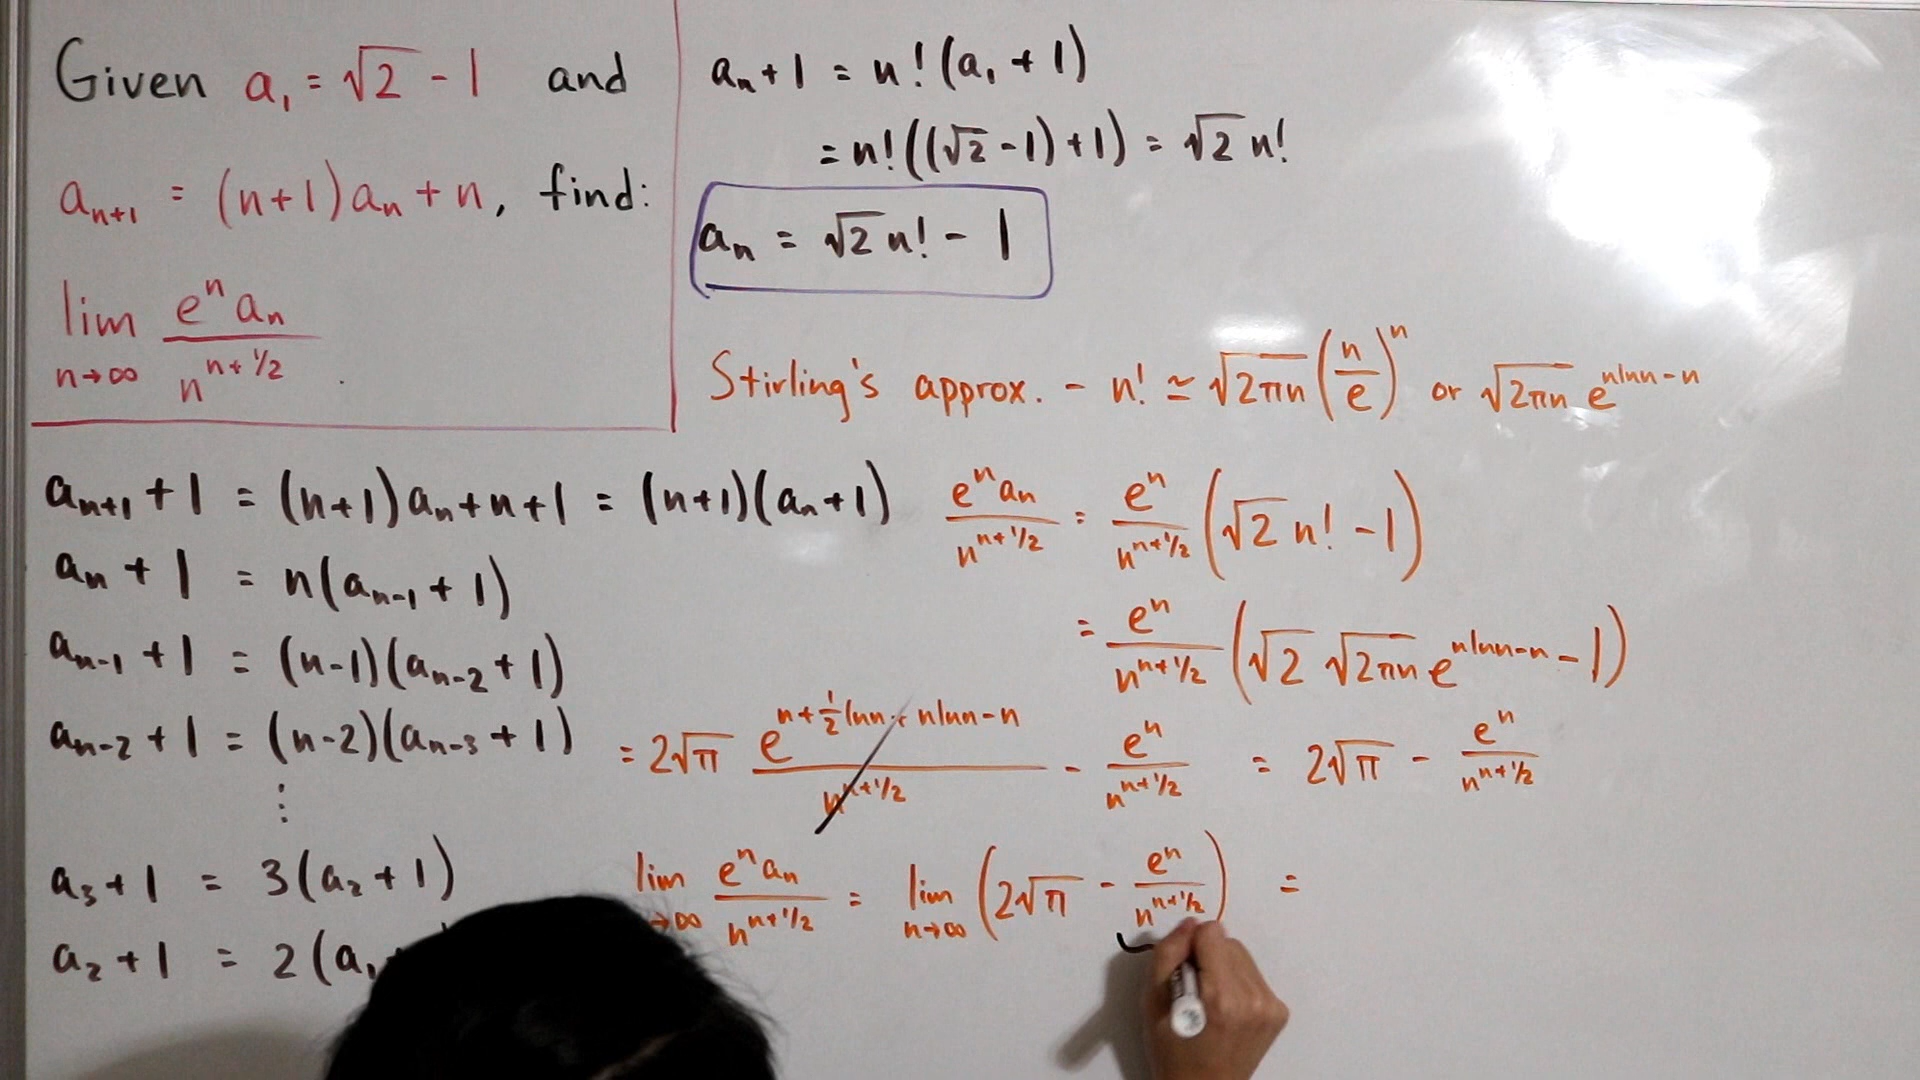 Given a₁ = √2 - 1 and
aₙ₊₁ = (n+1)aₙ + n, find:
lim n→∞ eⁿaₙ / n^(n+1/2) .
aₙ + 1 = n!(a₁ + 1)
= n!((√2 - 1) + 1) = √2 n!
aₙ = √2 n! - 1
Stirling's approx. - n! ≃ √(2πn) (n/e)ⁿ or √(2πn) e^(nlnn - n)
aₙ₊₁ + 1 = (n+1)aₙ + n + 1 = (n+1)(aₙ + 1)
aₙ + 1 = n(aₙ₋₁ + 1)
aₙ₋₁ + 1 = (n-1)(aₙ₋₂ + 1)
aₙ₋₂ + 1 = (n-2)(aₙ₋₃ + 1)
⋮
a₃ + 1 = 3(a₂ + 1)
a₂ + 1 = 2(a₁
eⁿaₙ / n^(n+1/2) = eⁿ / n^(n+1/2) (√2 n! - 1)
= eⁿ / n^(n+1/2) (√2 √(2πn) e^(nlnn-n) - 1)
= 2√π e^(n + ½lnn + nlnn - n) / n^(n+1/2) - eⁿ / n^(n+1/2) = 2√π - eⁿ / n^(n+1/2)
lim →∞ eⁿaₙ / n^(n+1/2) = lim n→∞ (2√π - eⁿ / n^(n+1/2)) =